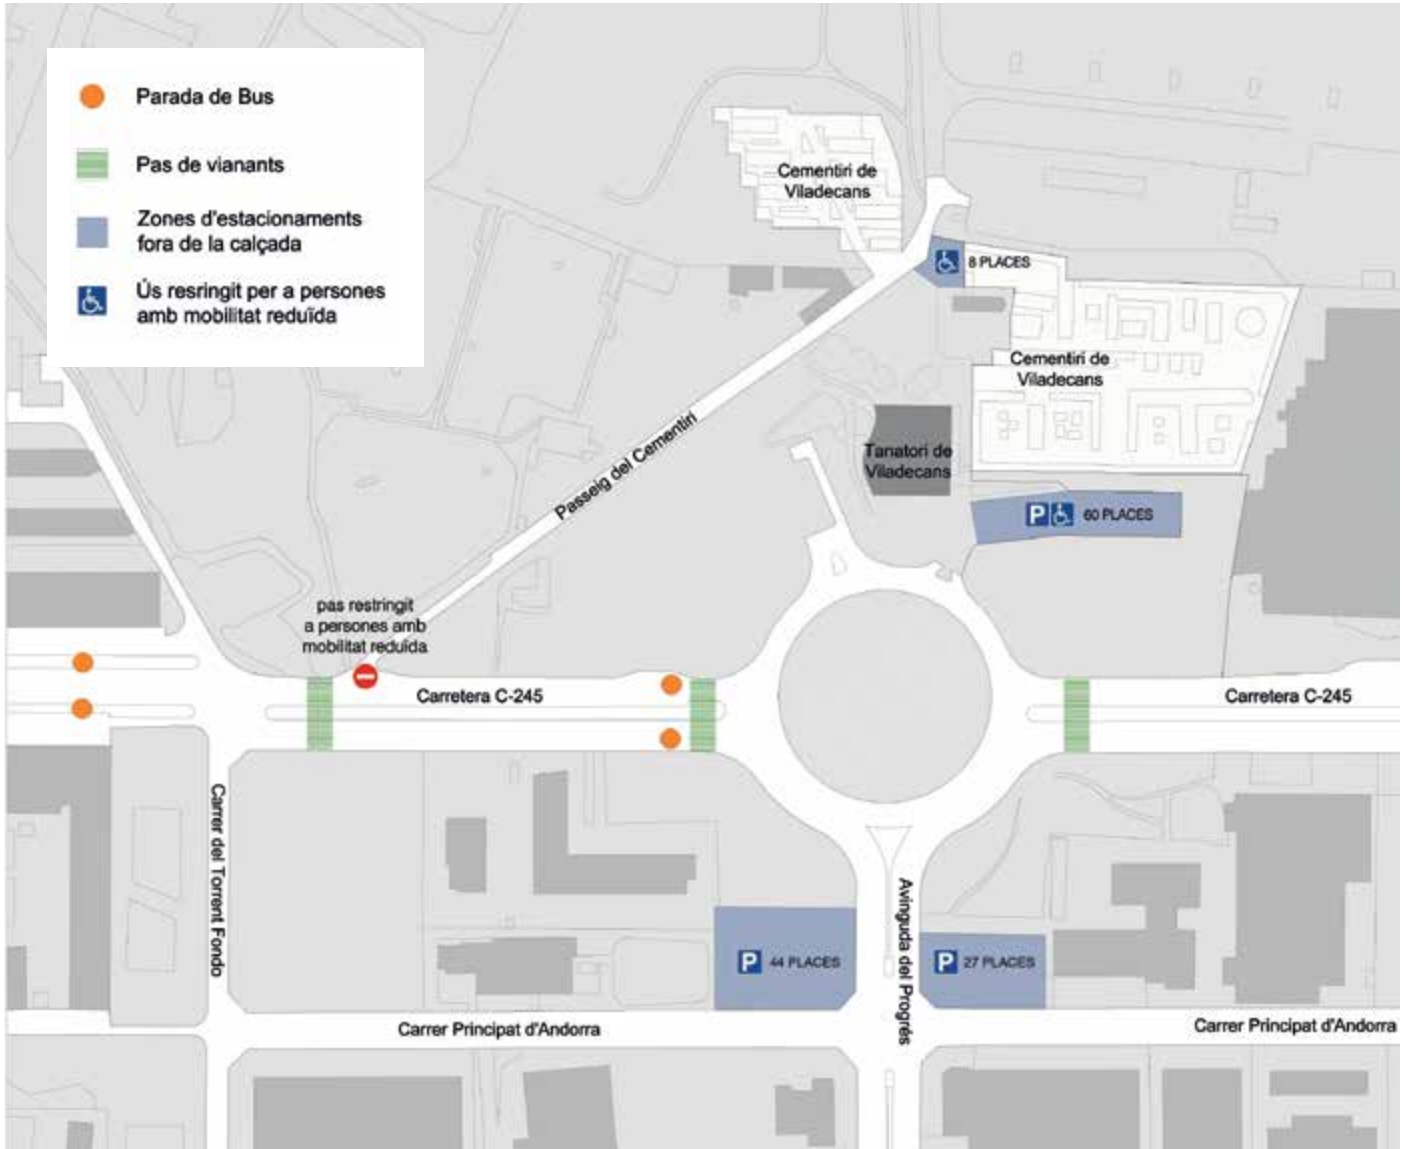 Parada de Bus
Pas de vianants
Zones d'estacionaments
fora de la calçada
Ús resringit per a persones
amb mobilitat reduïda
Cementiri de
Viladecans
8 PLACES
Cementiri de
Viladecans
Passeig del Cementiri
Tanatori de
Viladecans
P 60 PLACES
pas restringit
a persones amb
mobilitat reduïda
Carretera C-245
Carretera C-245
Carrer del Torrent Fondo
Avinguda del Progrés
P 44 PLACES
P 27 PLACES
Carrer Principat d'Andorra
Carrer Principat d'Andorra